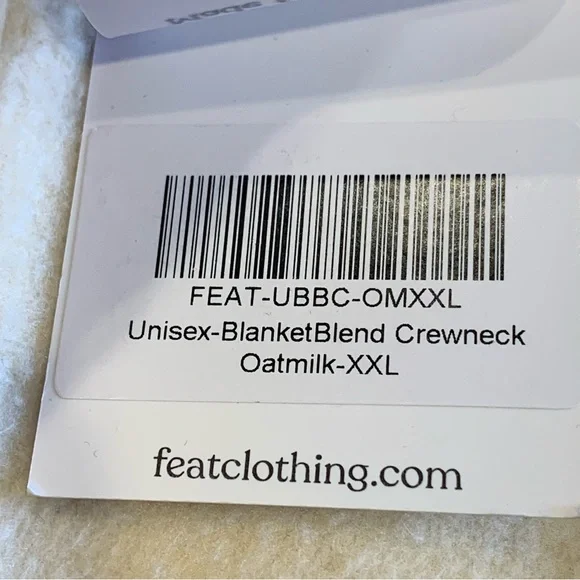 FEAT-UBBC-OMXXL
Unisex-BlanketBlend Crewneck
Oatmilk-XXL
featclothing.com